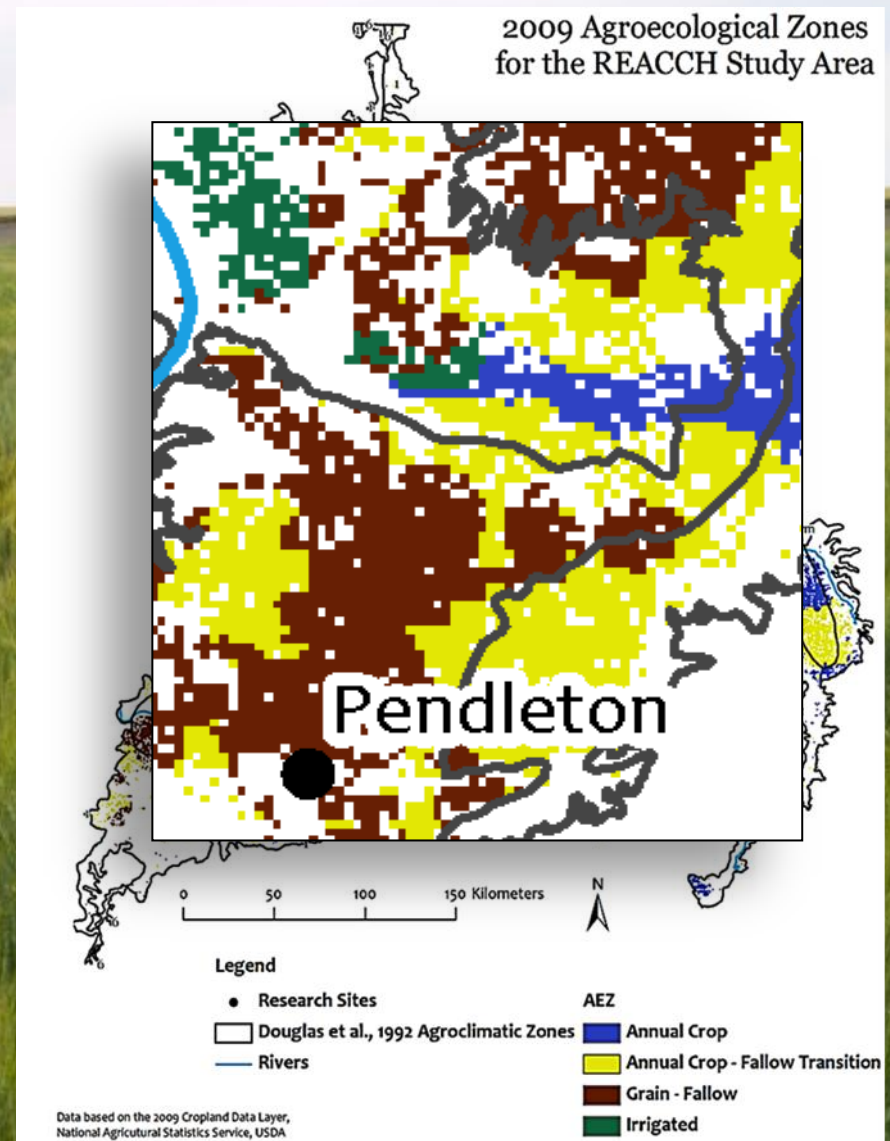 2009 Agroecological Zones
for the REACCH Study Area
Pendleton
0 50 100 150 Kilometers
N
Legend
Research Sites
Douglas et al., 1992 Agroclimatic Zones
Rivers
AEZ
Annual Crop
Annual Crop - Fallow Transition
Grain - Fallow
Irrigated
Data based on the 2009 Cropland Data Layer,
National Agricutural Statistics Service, USDA